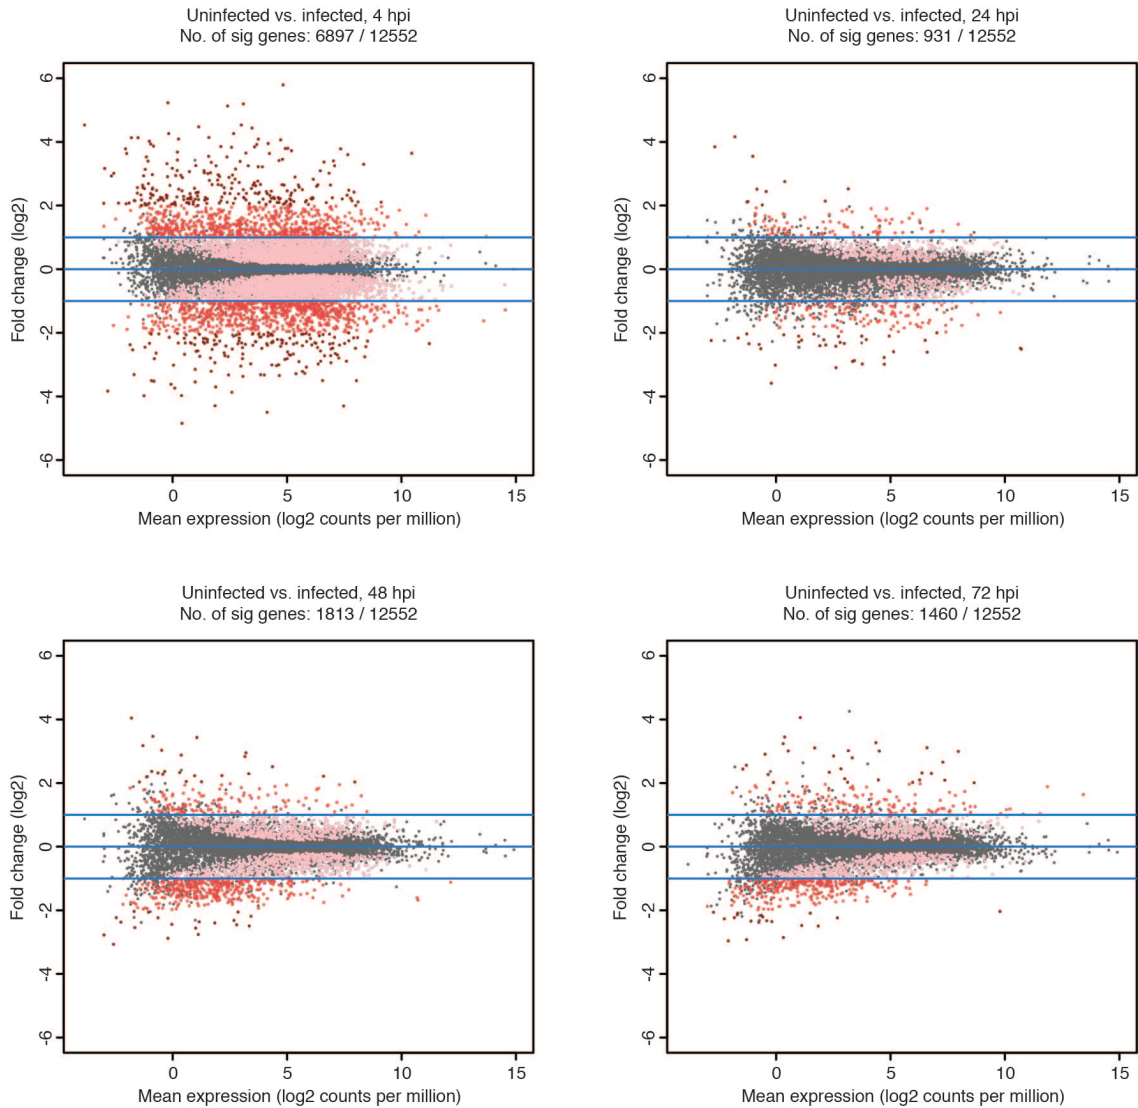 Uninfected vs. infected, 4 hpi
No. of sig genes: 6897 / 12552
6
4
2
0
-2
-4
-6
Fold change (log2)
0 5 10 15
Mean expression (log2 counts per million)
Uninfected vs. infected, 24 hpi
No. of sig genes: 931 / 12552
6
4
2
0
-2
-4
-6
Fold change (log2)
0 5 10 15
Mean expression (log2 counts per million)
Uninfected vs. infected, 48 hpi
No. of sig genes: 1813 / 12552
6
4
2
0
-2
-4
-6
Fold change (log2)
0 5 10 15
Mean expression (log2 counts per million)
Uninfected vs. infected, 72 hpi
No. of sig genes: 1460 / 12552
6
4
2
0
-2
-4
-6
Fold change (log2)
0 5 10 15
Mean expression (log2 counts per million)